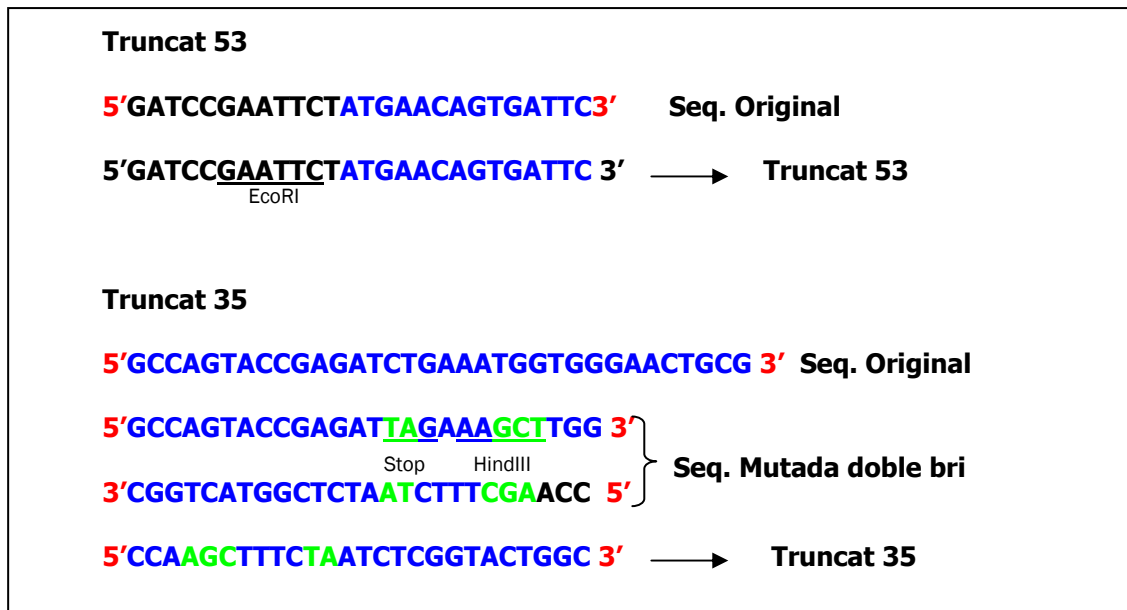 Truncat 53
5’GATCCGAATTCTATGAACAGTGATTC3’ Seq. Original
5’GATCCGAATTCTATGAACAGTGATTC 3’ Truncat 53
EcoRI
Truncat 35
5’GCCAGTACCGAGATCTGAAATGGTGGGAACTGCG 3’ Seq. Original
5’GCCAGTACCGAGATTAGAAAGCTTGG 3’
Stop HindIII
Seq. Mutada doble bri
3’CGGTCATGGCTCTAATCTTTCGAACC 5’
5’CCAAGCTTTCTAATCTCGGTACTGGC 3’ Truncat 35